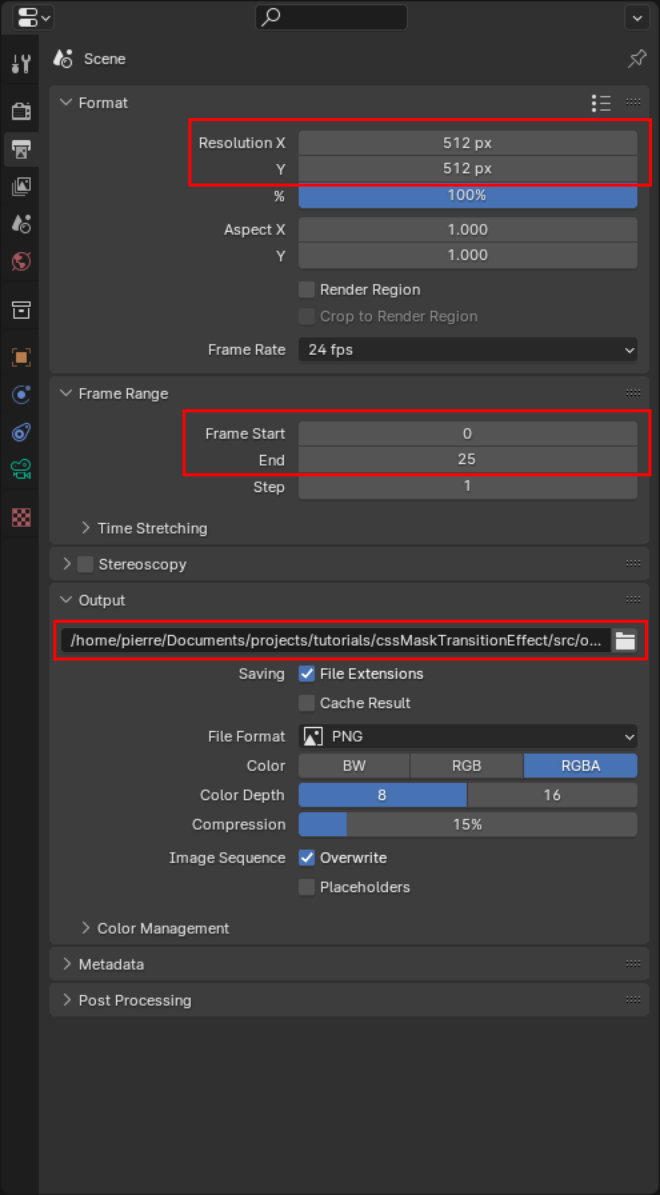 Scene
Format
Resolution X 512 px
Y 512 px
% 100%
Aspect X 1.000
Y 1.000
Render Region
Crop to Render Region
Frame Rate 24 fps
Frame Range
Frame Start 0
End 25
Step 1
Time Stretching
Stereoscopy
Output
/home/pierre/Documents/projects/tutorials/cssMaskTransitionEffect/src/o...
Saving File Extensions
Cache Result
File Format PNG
Color BW RGB RGBA
Color Depth 8 16
Compression 15%
Image Sequence Overwrite
Placeholders
Color Management
Metadata
Post Processing